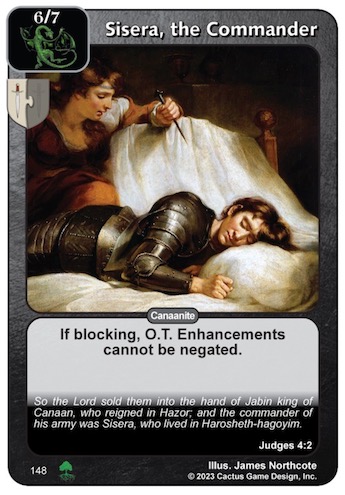 6/7
Sisera, the Commander
Canaanite
If blocking, O.T. Enhancements
cannot be negated.
So the Lord sold them into the hand of Jabin king of
Canaan, who reigned in Hazor; and the commander of
his army was Sisera, who lived in Harosheth-hagoyim.
Judges 4:2
148
Illus. James Northcote
© 2023 Cactus Game Design, Inc.